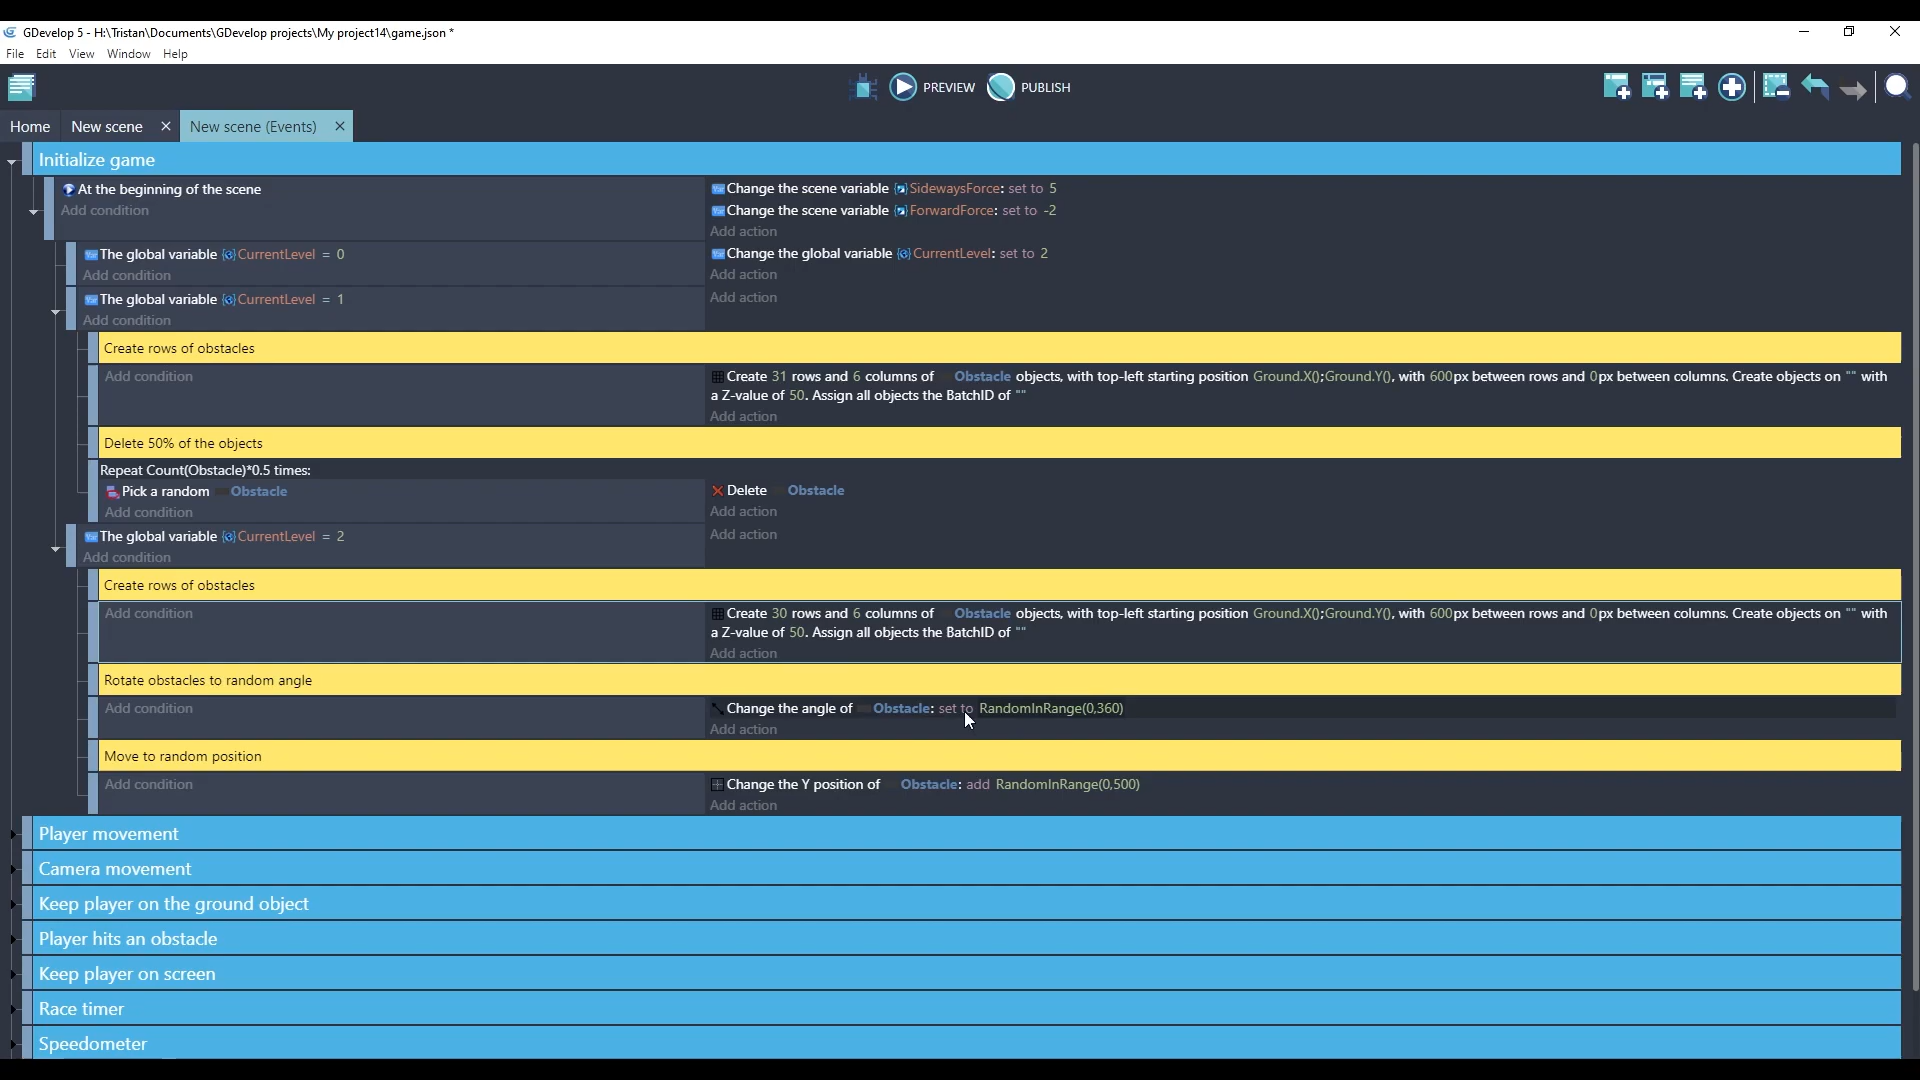 GDevelop 5 - H:\Tristan\Documents\GDevelop projects\My project14\game.json *
File Edit View Window Help
PREVIEW PUBLISH
Home New scene × New scene (Events) ×
Initialize game
At the beginning of the scene
Add condition
Change the scene variable SidewaysForce: set to 5
Change the scene variable ForwardForce: set to -2
Add action
The global variable CurrentLevel = 0
Add condition
Change the global variable CurrentLevel: set to 2
Add action
The global variable CurrentLevel = 1
Add condition
Add action
Create rows of obstacles
Add condition
Create 31 rows and 6 columns of Obstacle objects, with top-left starting position Ground.X();Ground.Y(), with 600px between rows and 0px between columns. Create objects on "" with
a Z-value of 50. Assign all objects the BatchID of ""
Add action
Delete 50% of the objects
Repeat Count(Obstacle)*0.5 times:
Pick a random Obstacle
Add condition
Delete Obstacle
Add action
The global variable CurrentLevel = 2
Add condition
Add action
Create rows of obstacles
Add condition
Create 30 rows and 6 columns of Obstacle objects, with top-left starting position Ground.X();Ground.Y(), with 600px between rows and 0px between columns. Create objects on "" with
a Z-value of 50. Assign all objects the BatchID of ""
Add action
Rotate obstacles to random angle
Add condition
Change the angle of Obstacle: set to RandomInRange(0,360)
Add action
Move to random position
Add condition
Change the Y position of Obstacle: add RandomInRange(0,500)
Add action
Player movement
Camera movement
Keep player on the ground object
Player hits an obstacle
Keep player on screen
Race timer
Speedometer